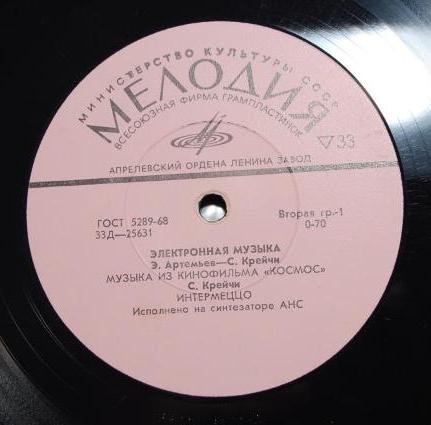 МИНИСТЕРСТВО КУЛЬТУРЫ СССР
МЕЛОДИЯ
ВСЕСОЮЗНАЯ ФИРМА ГРАМПЛАСТИНОК
▽33
АПРЕЛЕВСКИЙ ОРДЕНА ЛЕНИНА ЗАВОД
ГОСТ 5289-68
33Д—25631
Вторая гр.-1
0-70
ЭЛЕКТРОННАЯ МУЗЫКА
Э. Артемьев—С. Крейчи
МУЗЫКА ИЗ КИНОФИЛЬМА «КОСМОС»
С. Крейчи
ИНТЕРМЕЦЦО
Исполнено на синтезаторе АНС